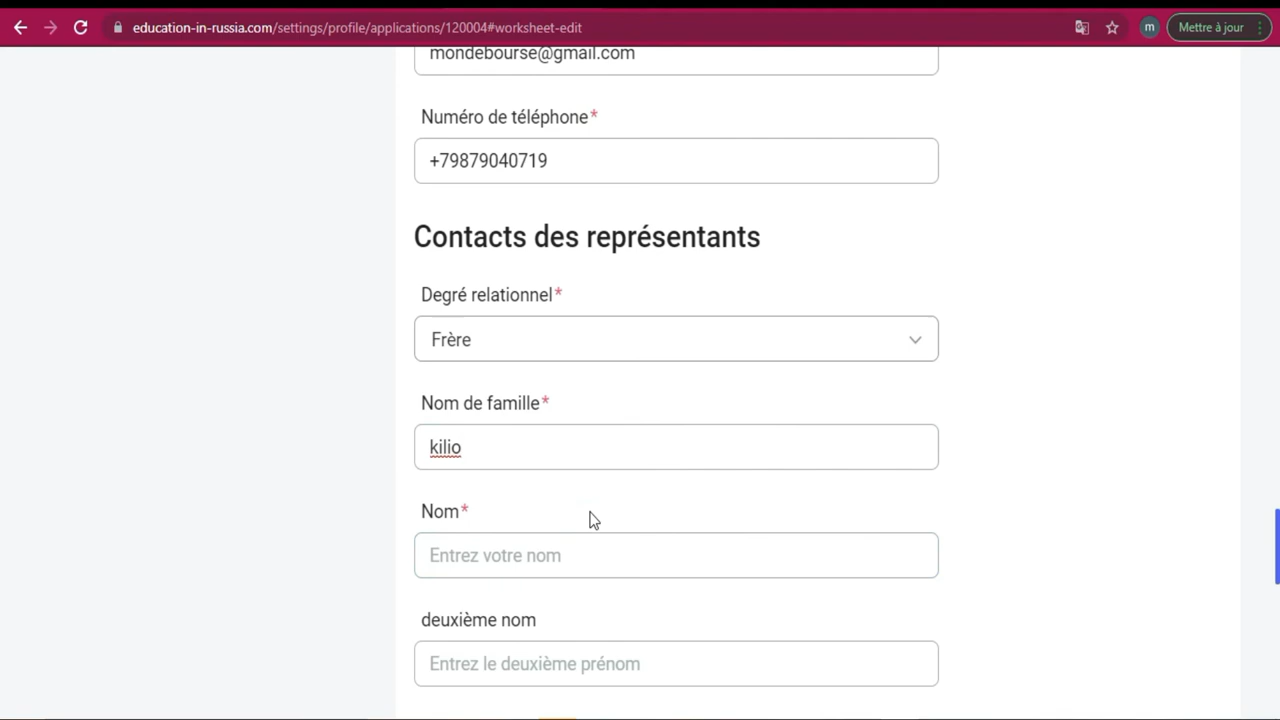 education-in-russia.com/settings/profile/applications/120004#worksheet-edit
m
Mettre à jour
mondebourse@gmail.com
Numéro de téléphone*
+79879040719
Contacts des représentants
Degré relationnel*
Frère
Nom de famille*
kilio
Nom*
Entrez votre nom
deuxième nom
Entrez le deuxième prénom